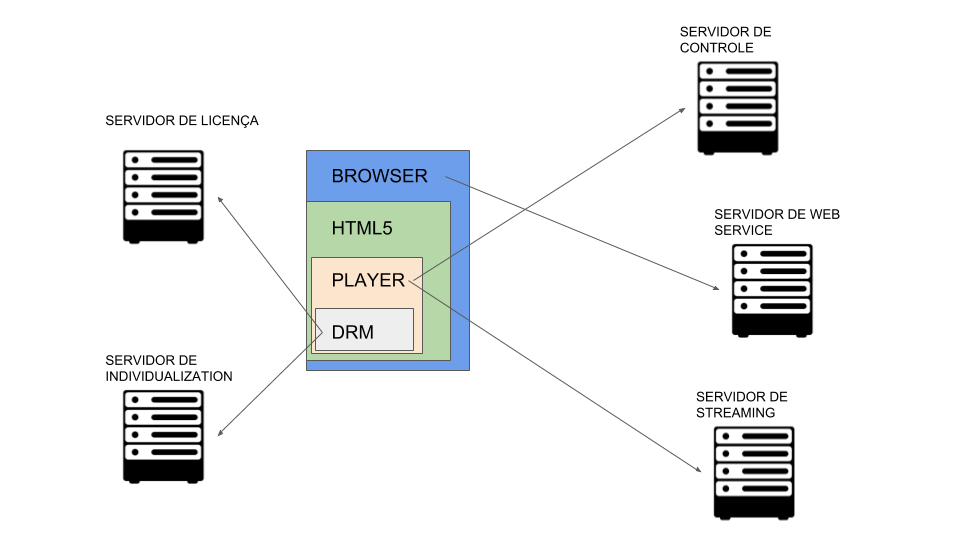 SERVIDOR DE
CONTROLE
SERVIDOR DE LICENÇA
BROWSER
HTML5
PLAYER
DRM
SERVIDOR DE WEB
SERVICE
SERVIDOR DE
INDIVIDUALIZATION
SERVIDOR DE
STREAMING